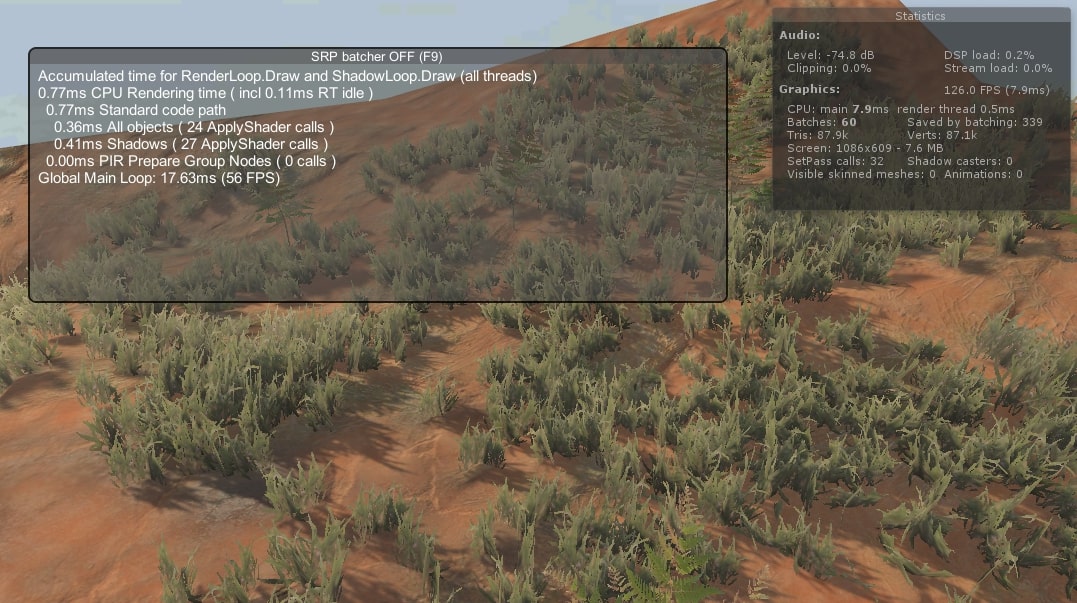 SRP batcher OFF (F9)
Accumulated time for RenderLoop.Draw and ShadowLoop.Draw (all threads)
0.77ms CPU Rendering time ( incl 0.11ms RT idle )
0.77ms Standard code path
0.36ms All objects ( 24 ApplyShader calls )
0.41ms Shadows ( 27 ApplyShader calls )
0.00ms PIR Prepare Group Nodes ( 0 calls )
Global Main Loop: 17.63ms (56 FPS)
Statistics
Audio:
Level: -74.8 dB DSP load: 0.2%
Clipping: 0.0% Stream load: 0.0%
Graphics: 126.0 FPS (7.9ms)
CPU: main 7.9ms render thread 0.5ms
Batches: 60 Saved by batching: 339
Tris: 87.9k Verts: 87.1k
Screen: 1086x609 - 7.6 MB
SetPass calls: 32 Shadow casters: 0
Visible skinned meshes: 0 Animations: 0